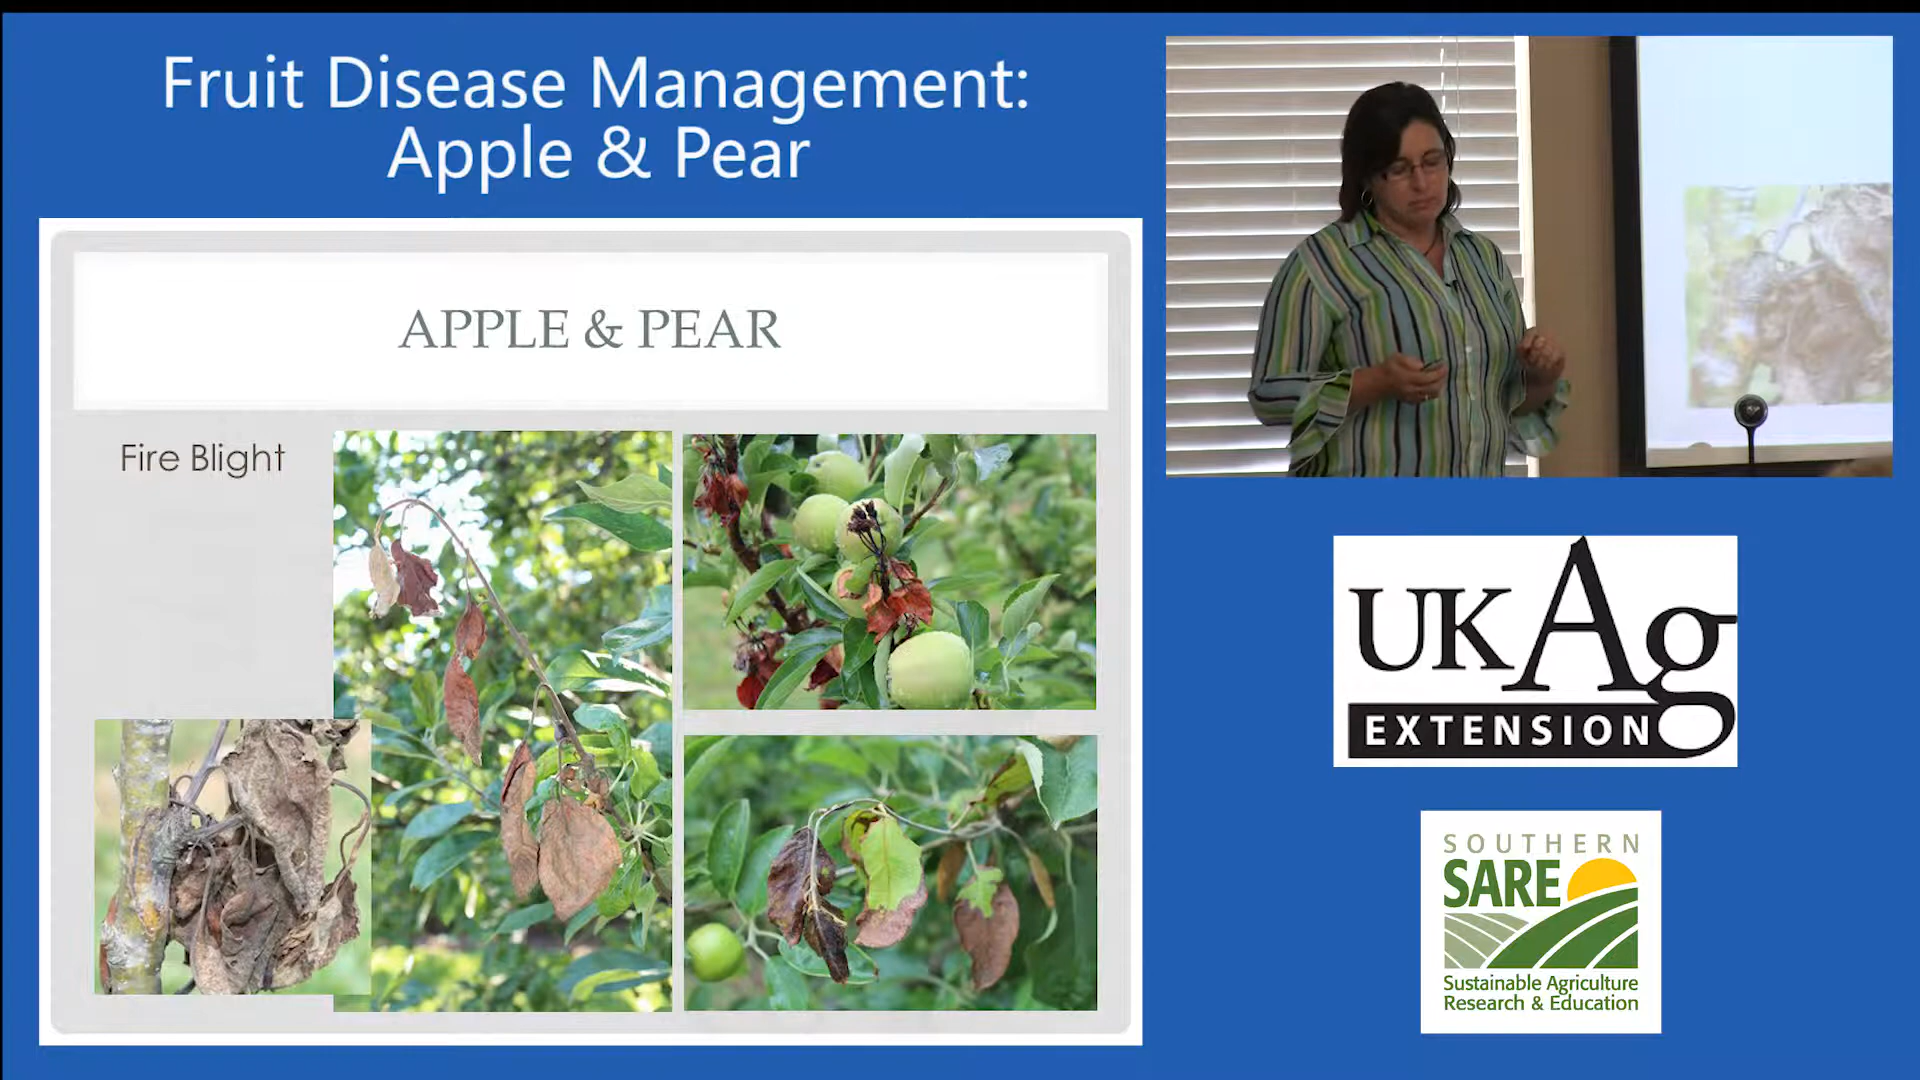 Fruit Disease Management:
Apple & Pear
APPLE & PEAR
Fire Blight
UKAg
EXTENSION
SOUTHERN
SARE
Sustainable Agriculture
Research & Education